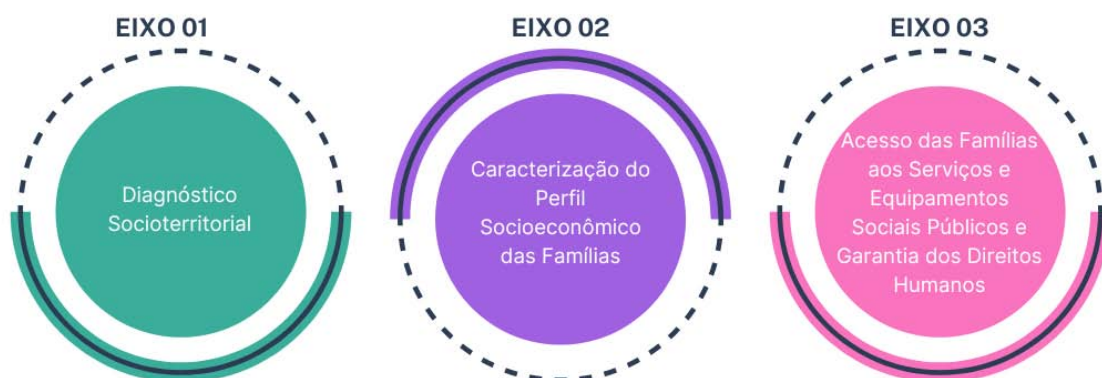 EIXO 01
Diagnóstico
Socioterritorial
EIXO 02
Caracterização do
Perfil
Socioeconômico
das Famílias
EIXO 03
Acesso das Famílias
aos Serviços e
Equipamentos
Sociais Públicos e
Garantia dos Direitos
Humanos